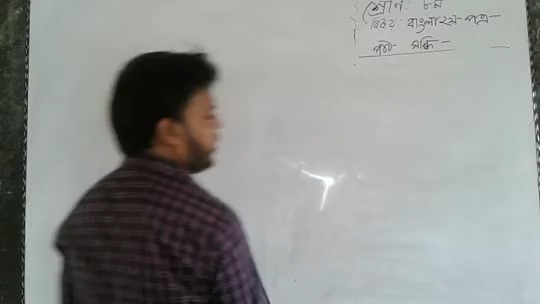 শ্রেণি: ৮ম
বিষয়: বাংলা ২য়-পত্র-
পাঠ- সন্ধি-